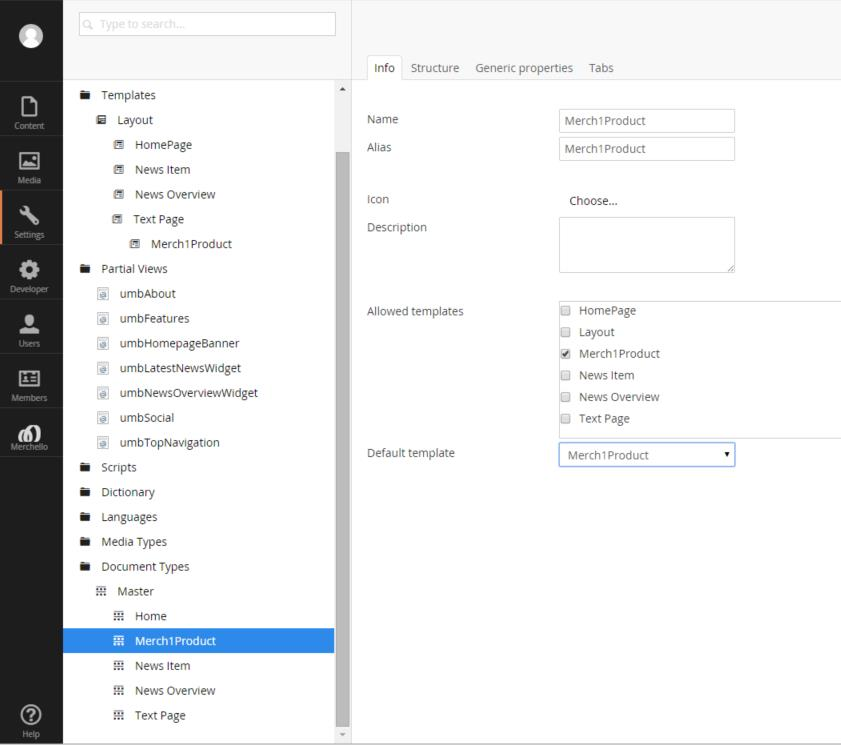 Type to search...
Content
Media
Settings
Developer
Users
Members
Merchello
Help
Templates
Layout
HomePage
News Item
News Overview
Text Page
Merch1Product
Partial Views
umbAbout
umbFeatures
umbHomepageBanner
umbLatestNewsWidget
umbNewsOverviewWidget
umbSocial
umbTopNavigation
Scripts
Dictionary
Languages
Media Types
Document Types
Master
Home
Merch1Product
News Item
News Overview
Text Page
Info Structure Generic properties Tabs
Name Merch1Product
Alias Merch1Product
Icon Choose...
Description
Allowed templates
HomePage
Layout
Merch1Product
News Item
News Overview
Text Page
Default template Merch1Product